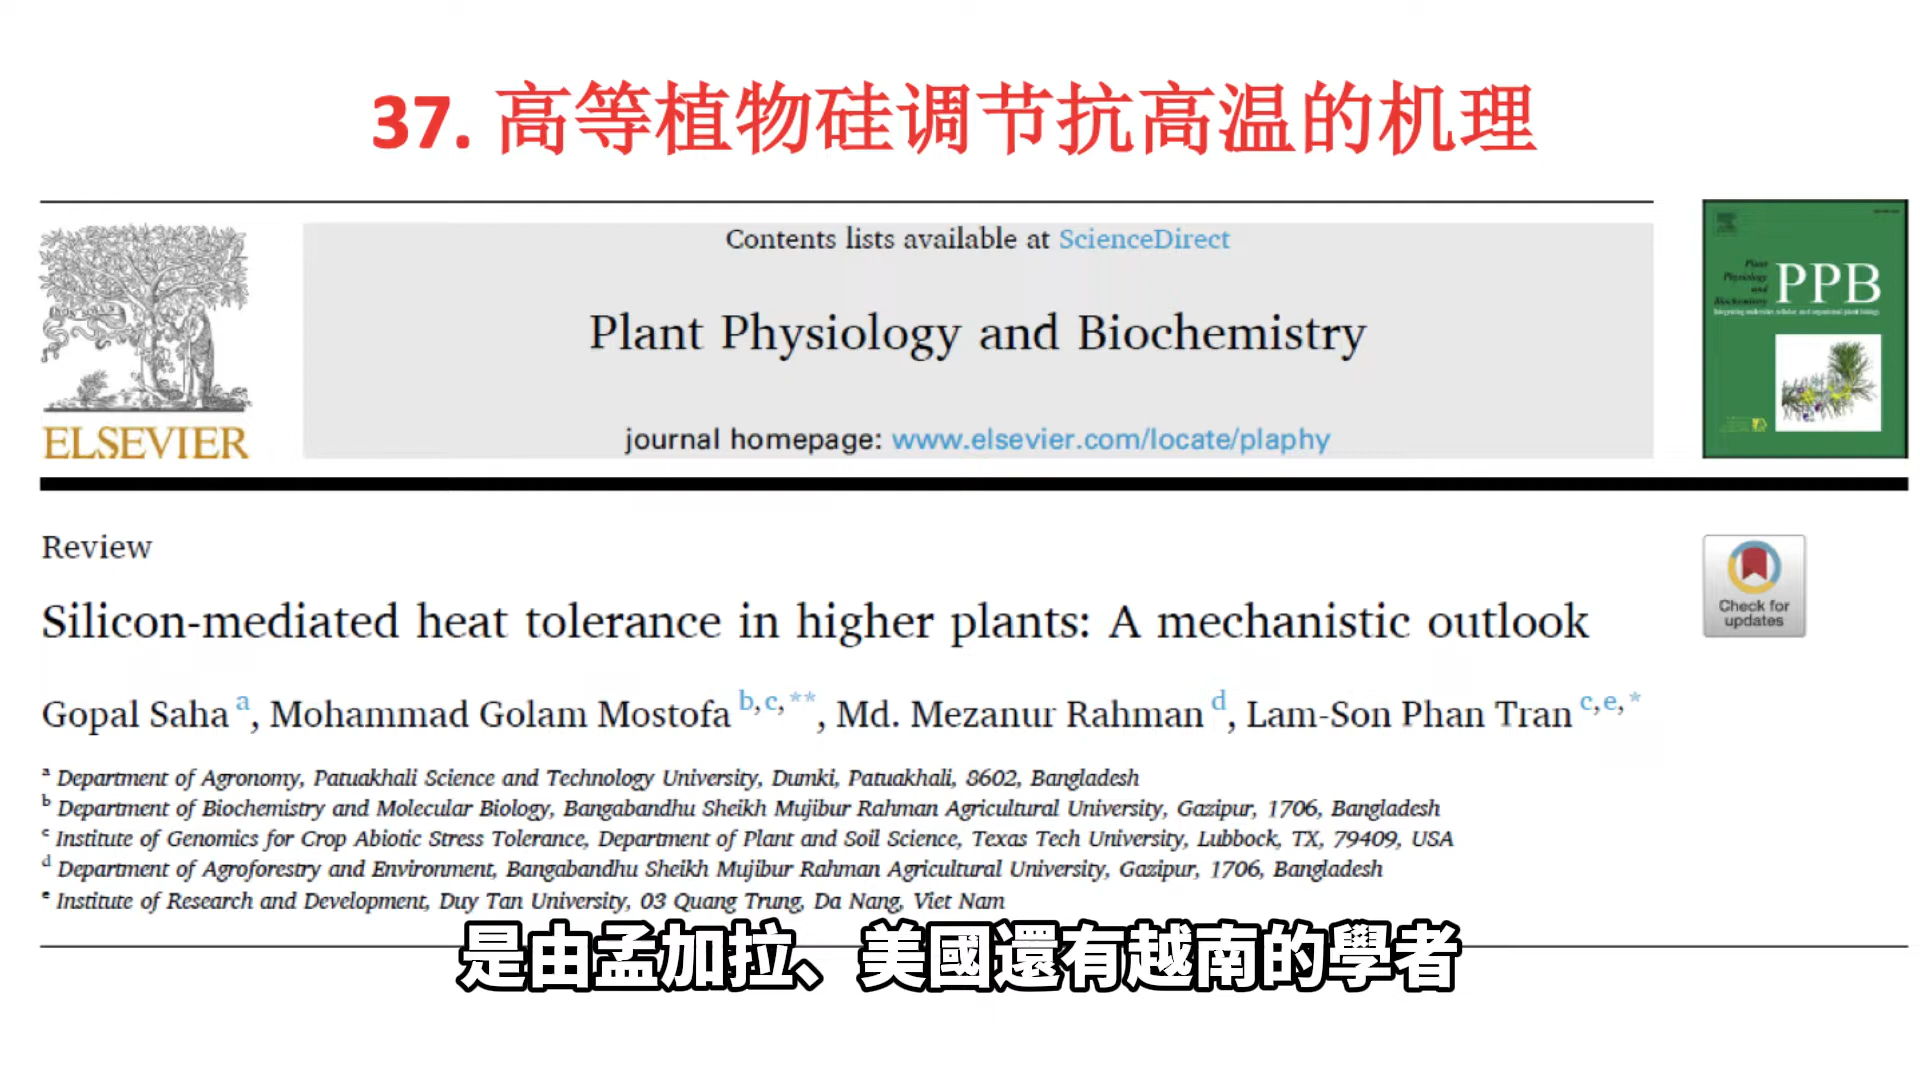 37. 高等植物硅调节抗高温的机理
Contents lists available at ScienceDirect
Plant Physiology and Biochemistry
journal homepage: www.elsevier.com/locate/plaphy
ELSEVIER
Plant
Physiology
and
Biochemistry
PPB
Review
Check for
updates
Silicon-mediated heat tolerance in higher plants: A mechanistic outlook
Gopal Saha a, Mohammad Golam Mostofa b,c,**, Md. Mezanur Rahman d, Lam-Son Phan Tran c,e,*
a Department of Agronomy, Patuakhali Science and Technology University, Dumki, Patuakhali, 8602, Bangladesh
b Department of Biochemistry and Molecular Biology, Bangabandhu Sheikh Mujibur Rahman Agricultural University, Gazipur, 1706, Bangladesh
c Institute of Genomics for Crop Abiotic Stress Tolerance, Department of Plant and Soil Science, Texas Tech University, Lubbock, TX, 79409, USA
d Department of Agroforestry and Environment, Bangabandhu Sheikh Mujibur Rahman Agricultural University, Gazipur, 1706, Bangladesh
e Institute of Research and Development, Duy Tan University, 03 Quang Trung, Da Nang, Viet Nam
是由孟加拉、美國還有越南的學者